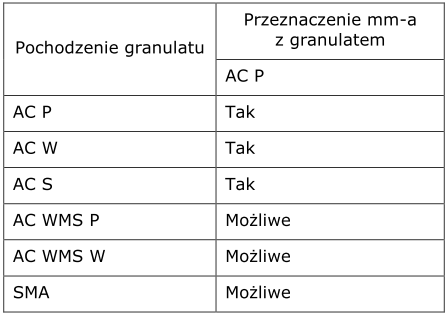 Pochodzenie granulatu
Przeznaczenie mm-a
z granulatem
AC P
AC P Tak
AC W Tak
AC S Tak
AC WMS P Możliwe
AC WMS W Możliwe
SMA Możliwe